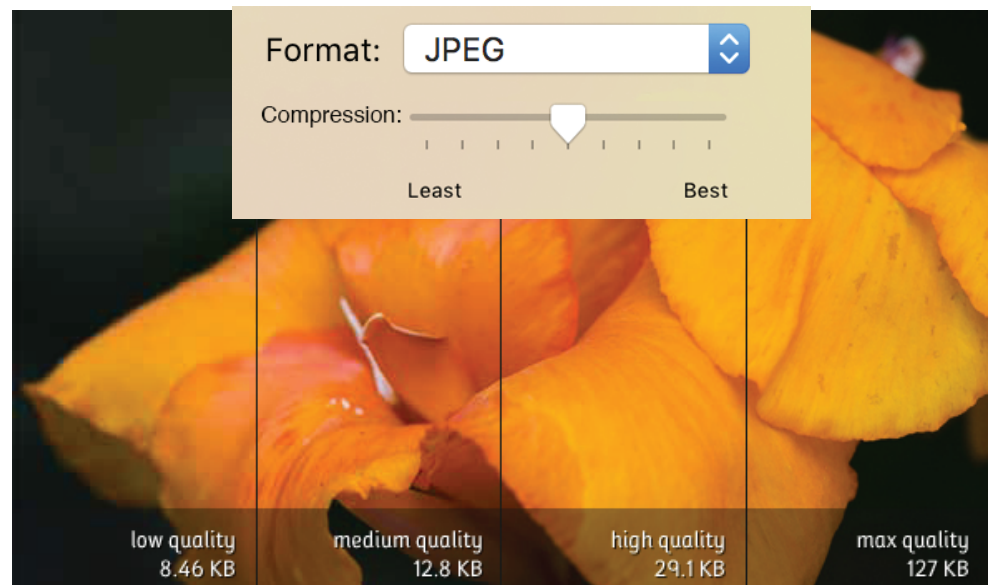 Format: JPEG
Compression:
Least Best
low quality medium quality high quality max quality
8.46 KB 12.8 KB 29.1 KB 127 KB